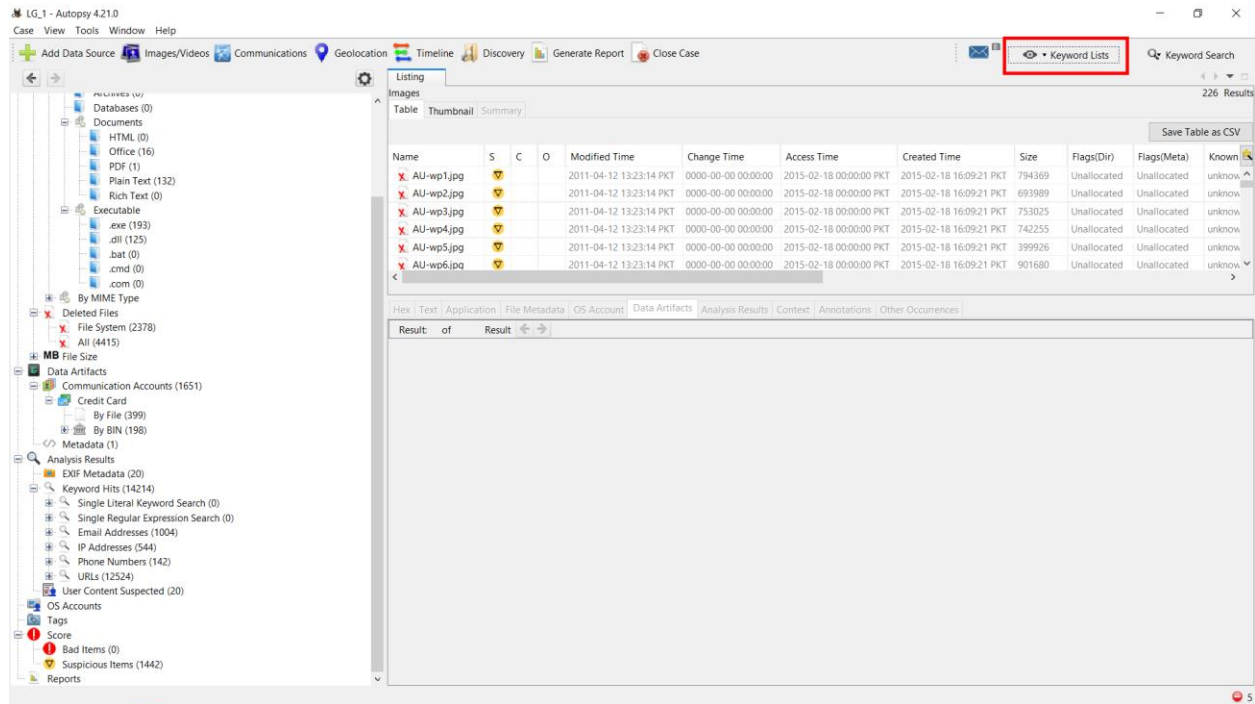 LG_1 - Autopsy 4.21.0
Case View Tools Window Help
Add Data Source Images/Videos Communications Geolocation Timeline Discovery Generate Report Close Case Keyword Lists Keyword Search
Archives (0)
Databases (0)
Documents
HTML (0)
Office (16)
PDF (1)
Plain Text (132)
Rich Text (0)
Executable
.exe (193)
.dll (125)
.bat (0)
.cmd (0)
.com (0)
By MIME Type
Deleted Files
File System (2378)
All (4415)
MB File Size
Data Artifacts
Communication Accounts (1651)
Credit Card
By File (399)
By BIN (198)
Metadata (1)
Analysis Results
EXIF Metadata (20)
Keyword Hits (14214)
Single Literal Keyword Search (0)
Single Regular Expression Search (0)
Email Addresses (1004)
IP Addresses (544)
Phone Numbers (142)
URLs (12524)
User Content Suspected (20)
OS Accounts
Tags
Score
Bad Items (0)
Suspicious Items (1442)
Reports
Listing
Images 226 Results
Table Thumbnail Summary
Save Table as CSV
Name S C O Modified Time Change Time Access Time Created Time Size Flags(Dir) Flags(Meta) Known
AU-wp1.jpg 2011-04-12 13:23:14 PKT 0000-00-00 00:00:00 2015-02-18 00:00:00 PKT 2015-02-18 16:09:21 PKT 794369 Unallocated Unallocated unknow
AU-wp2.jpg 2011-04-12 13:23:14 PKT 0000-00-00 00:00:00 2015-02-18 00:00:00 PKT 2015-02-18 16:09:21 PKT 693989 Unallocated Unallocated unknow
AU-wp3.jpg 2011-04-12 13:23:14 PKT 0000-00-00 00:00:00 2015-02-18 00:00:00 PKT 2015-02-18 16:09:21 PKT 753025 Unallocated Unallocated unknow
AU-wp4.jpg 2011-04-12 13:23:14 PKT 0000-00-00 00:00:00 2015-02-18 00:00:00 PKT 2015-02-18 16:09:21 PKT 742255 Unallocated Unallocated unknow
AU-wp5.jpg 2011-04-12 13:23:14 PKT 0000-00-00 00:00:00 2015-02-18 00:00:00 PKT 2015-02-18 16:09:21 PKT 399926 Unallocated Unallocated unknow
AU-wp6.jpg 2011-04-12 13:23:14 PKT 0000-00-00 00:00:00 2015-02-18 00:00:00 PKT 2015-02-18 16:09:21 PKT 901680 Unallocated Unallocated unknow
Hex Text Application File Metadata OS Account Data Artifacts Analysis Results Context Annotations Other Occurrences
Result: of Result
5